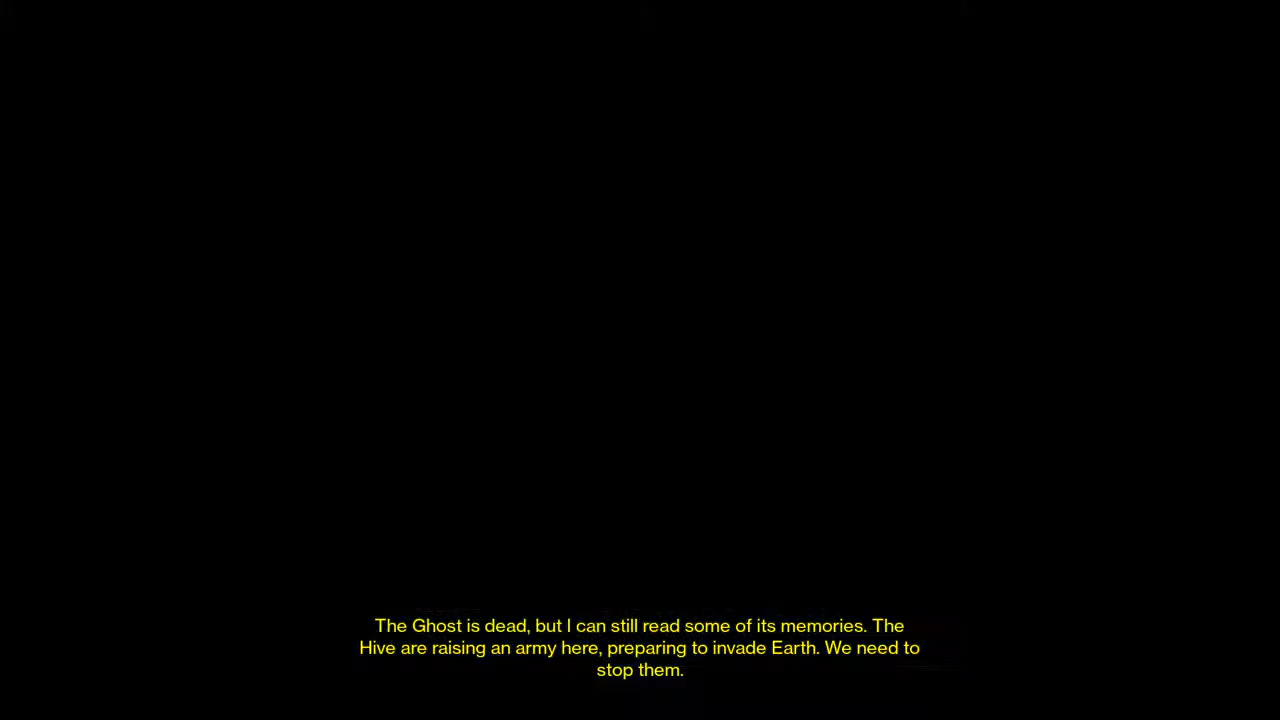 The Ghost is dead, but I can still read some of its memories. The
Hive are raising an army here, preparing to invade Earth. We need to
stop them.